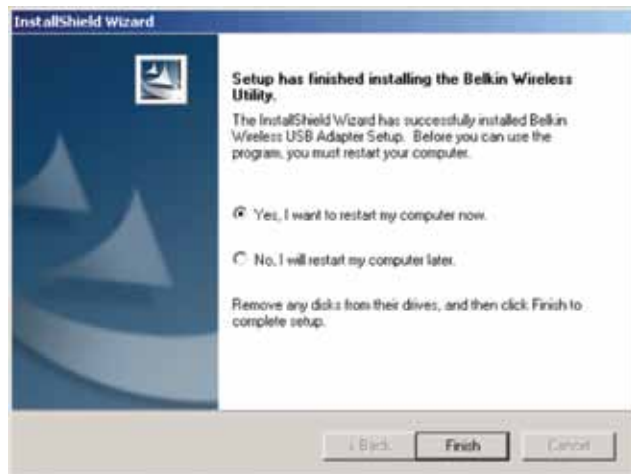 InstallShield Wizard
Setup has finished installing the Belkin Wireless
Utility.
The InstallShield Wizard has successfully installed Belkin
Wireless USB Adapter Setup. Before you can use the
program, you must restart your computer.
Yes, I want to restart my computer now.
No, I will restart my computer later.
Remove any disks from their drives, and then click Finish to
complete setup.
< Back Finish Cancel